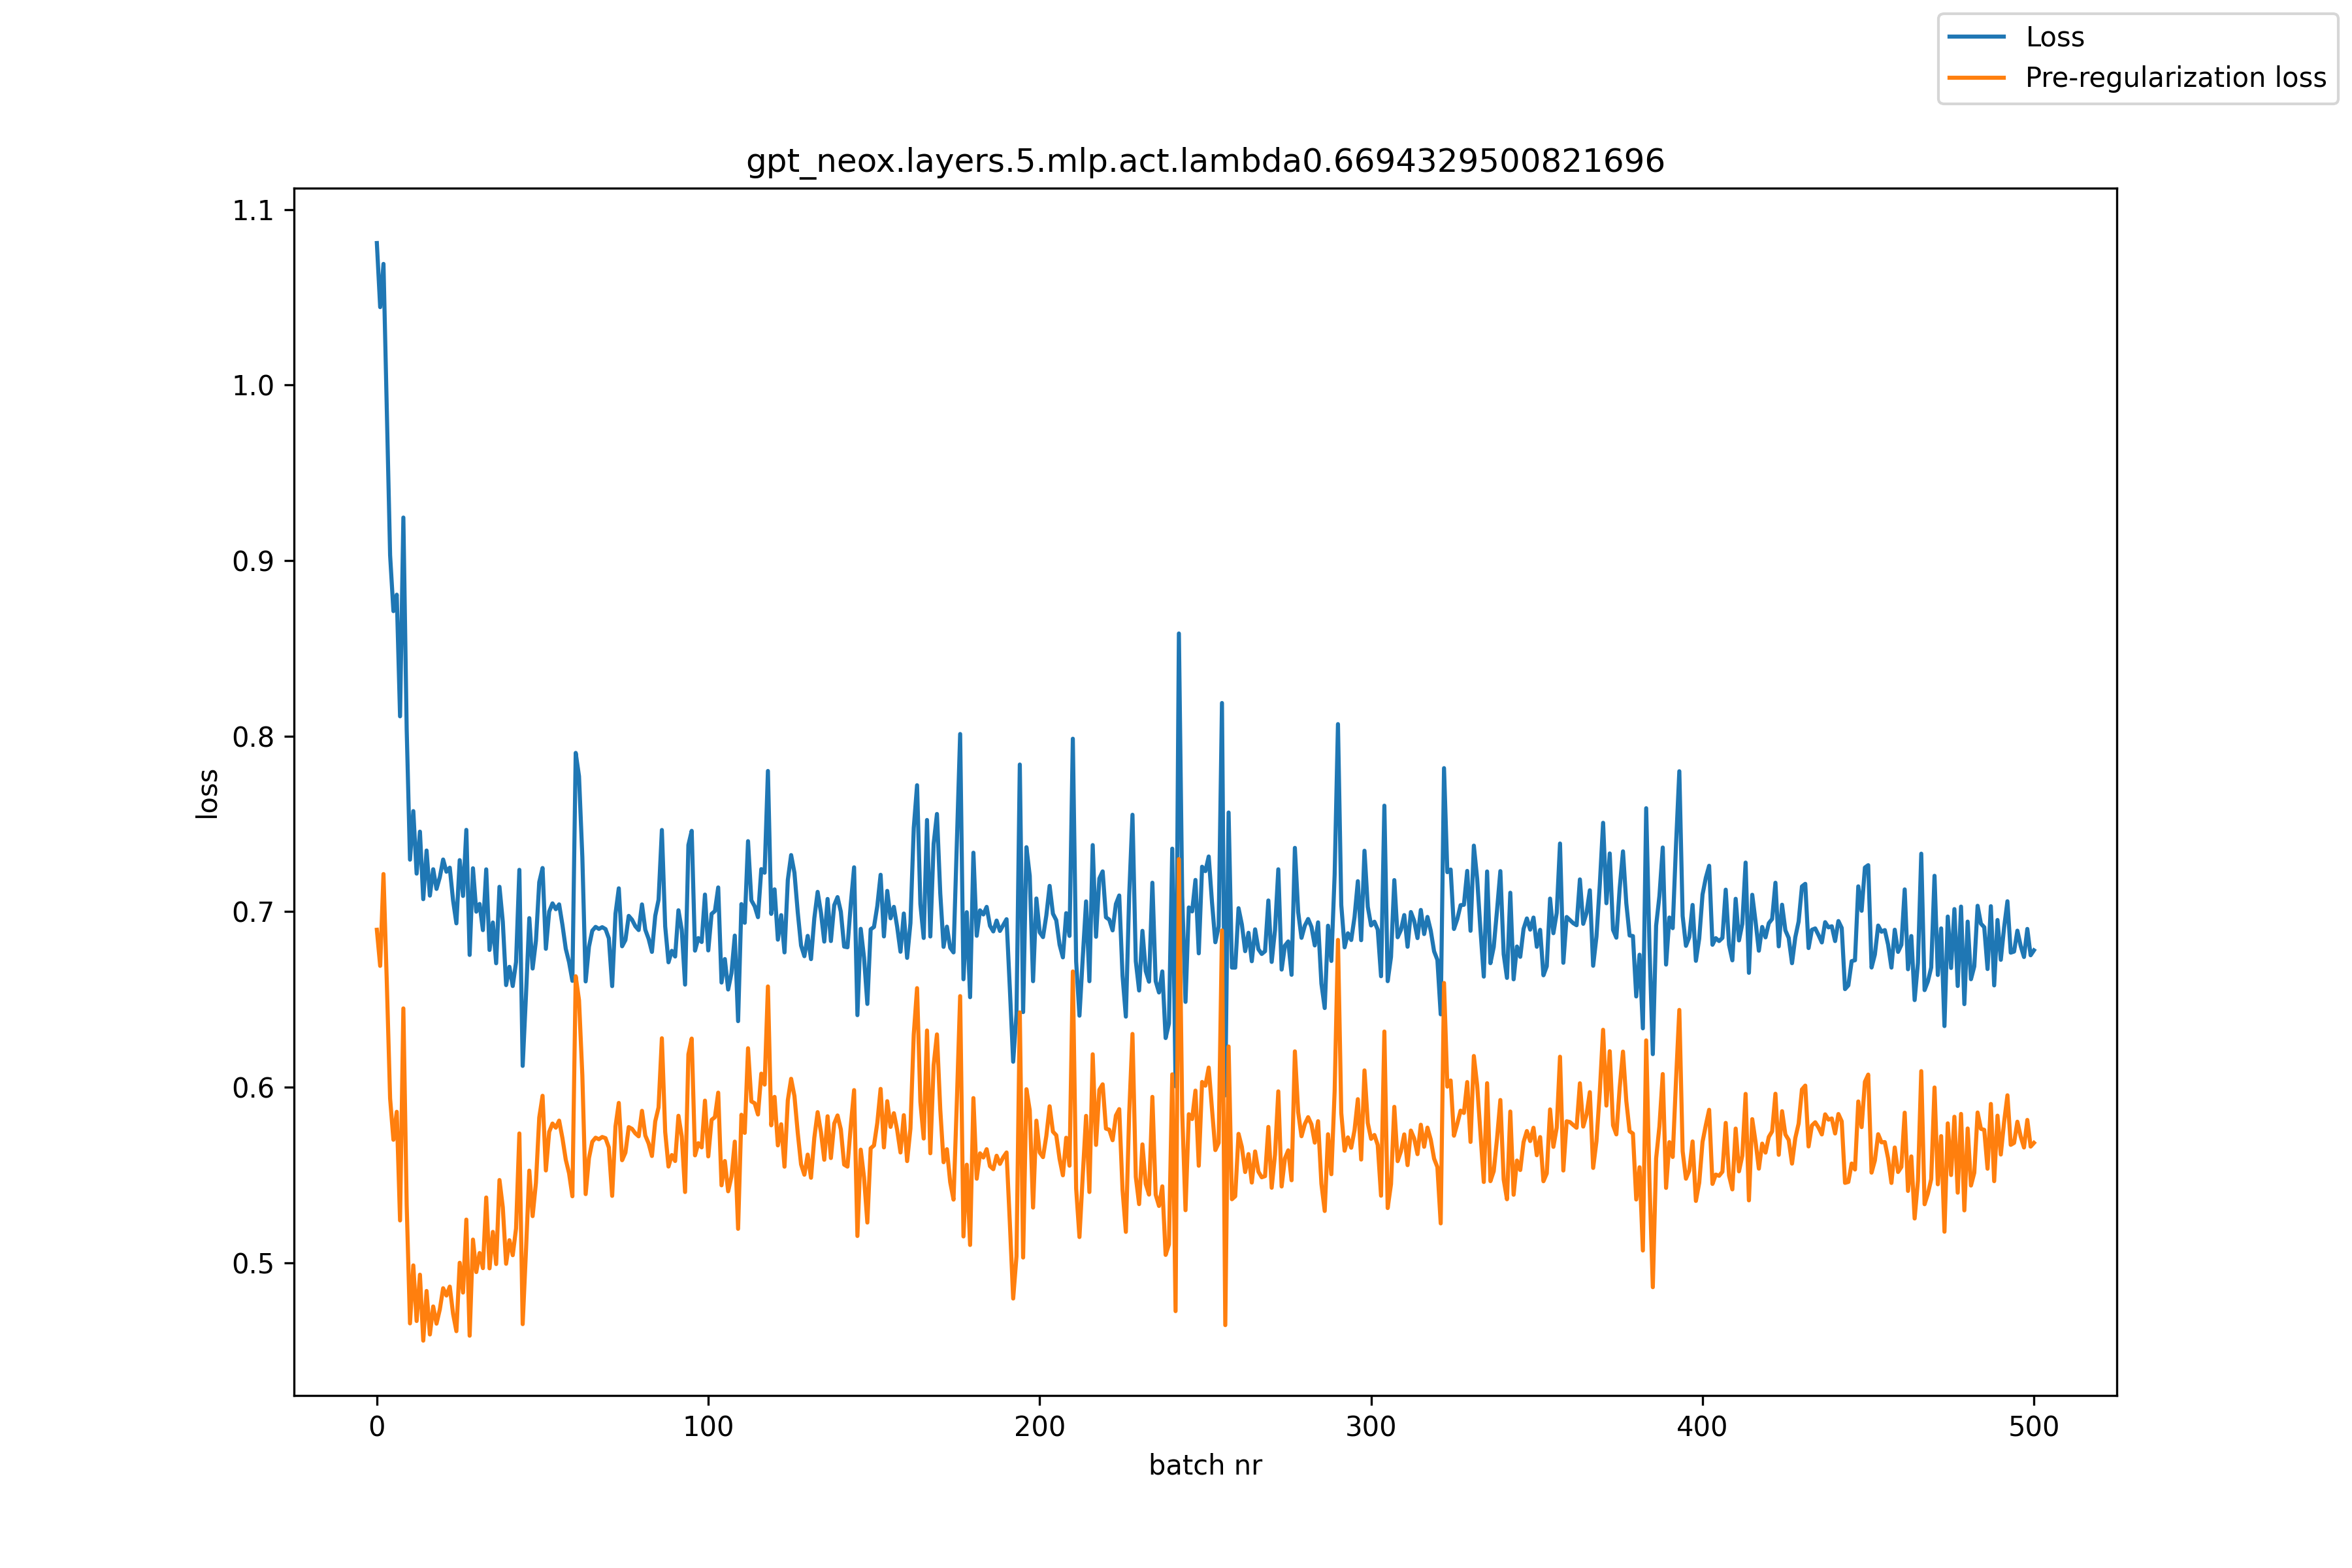 Loss
Pre-regularization loss
gpt_neox.layers.5.mlp.act.lambda0.6694329500821696
1.1
1.0
0.9
0.8
0.7
0.6
0.5
loss
0 100 200 300 400 500
batch nr